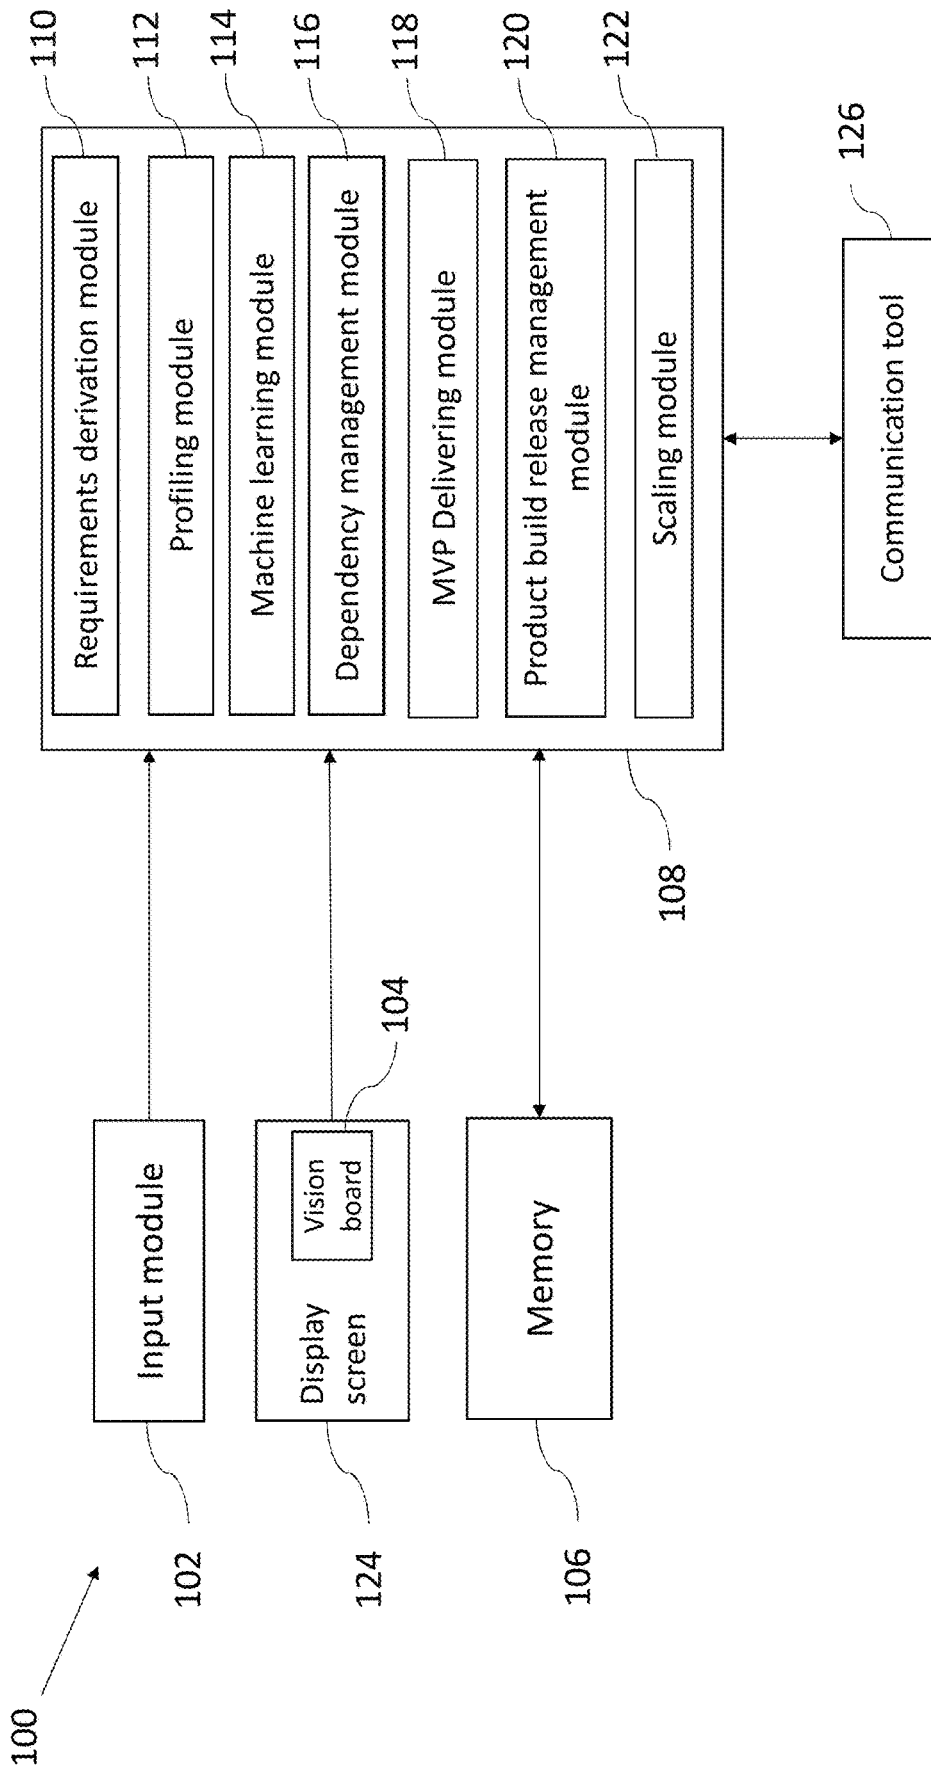 100
102
Input module
124
Display
screen
Vision
board
104
106
Memory
108
Requirements derivation module
110
Profiling module
112
Machine learning module
114
Dependency management module
116
MVP Delivering module
118
Product build release management
module
120
Scaling module
122
Communication tool
126